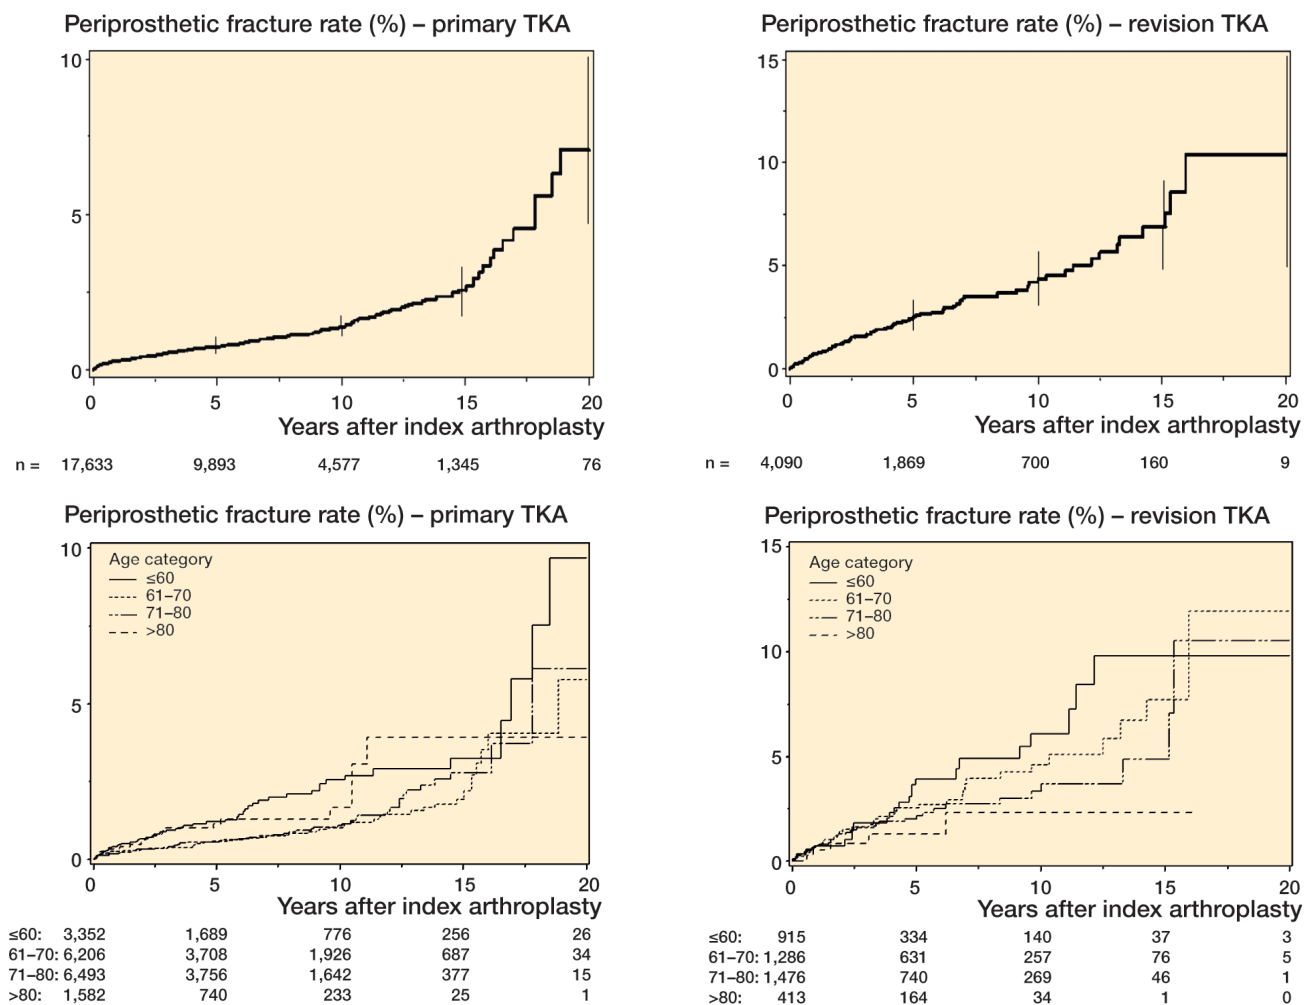 Periprosthetic fracture rate (%) – primary TKA
10
5
0
0 5 10 15 20
Years after index arthroplasty
n = 17,633 9,893 4,577 1,345 76
Periprosthetic fracture rate (%) – revision TKA
15
10
5
0
0 5 10 15 20
Years after index arthroplasty
n = 4,090 1,869 700 160 9
Periprosthetic fracture rate (%) – primary TKA
10
Age category
≤60
61–70
71–80
>80
5
0
0 5 10 15 20
Years after index arthroplasty
≤60: 3,352 1,689 776 256 26
61–70: 6,206 3,708 1,926 687 34
71–80: 6,493 3,756 1,642 377 15
>80: 1,582 740 233 25 1
Periprosthetic fracture rate (%) – revision TKA
15
Age category
≤60
61–70
71–80
>80
10
5
0
0 5 10 15 20
Years after index arthroplasty
≤60: 915 334 140 37 3
61–70: 1,286 631 257 76 5
71–80: 1,476 740 269 46 1
>80: 413 164 34 1 0